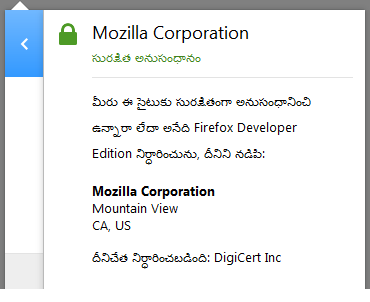 Mozilla Corporation
సురక్షిత అనుసంధానం
మీరు ఈ సైటుకు సురక్షితంగా అనుసంధానించి
ఉన్నారా లేదా అనేది Firefox Developer
Edition నిర్ధారించును, దీనిని నడిపి:
Mozilla Corporation
Mountain View
CA, US
దీనిచేత నిర్ధారించబడింది: DigiCert Inc